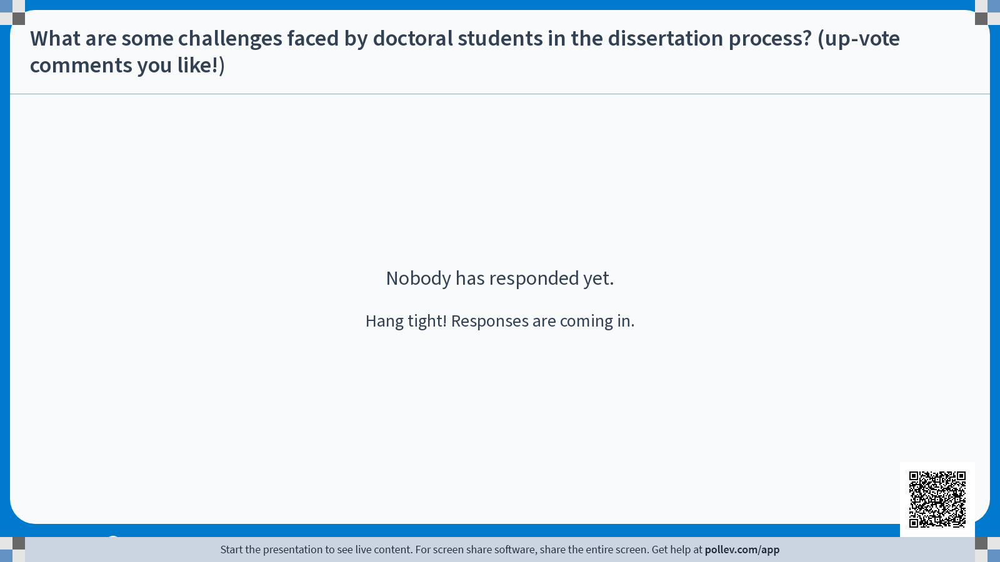 What are some challenges faced by doctoral students in the dissertation process? (up-vote
comments you like!)
Nobody has responded yet.
Hang tight! Responses are coming in.
Start the presentation to see live content. For screen share software, share the entire screen. Get help at pollev.com/app